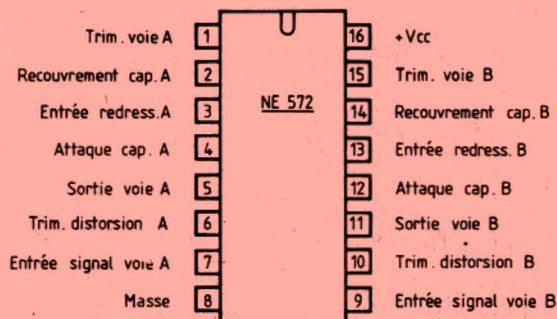 Trim. voie A 1 16 +Vcc
Recouvrement cap. A 2 15 Trim. voie B
Entrée redress. A 3 NE 572 14 Recouvrement cap. B
Attaque cap. A 4 13 Entrée redress. B
Sortie voie A 5 12 Attaque cap. B
Trim. distorsion A 6 11 Sortie voie B
Entrée signal voie A 7 10 Trim. distorsion B
Masse 8 9 Entrée signal voie B